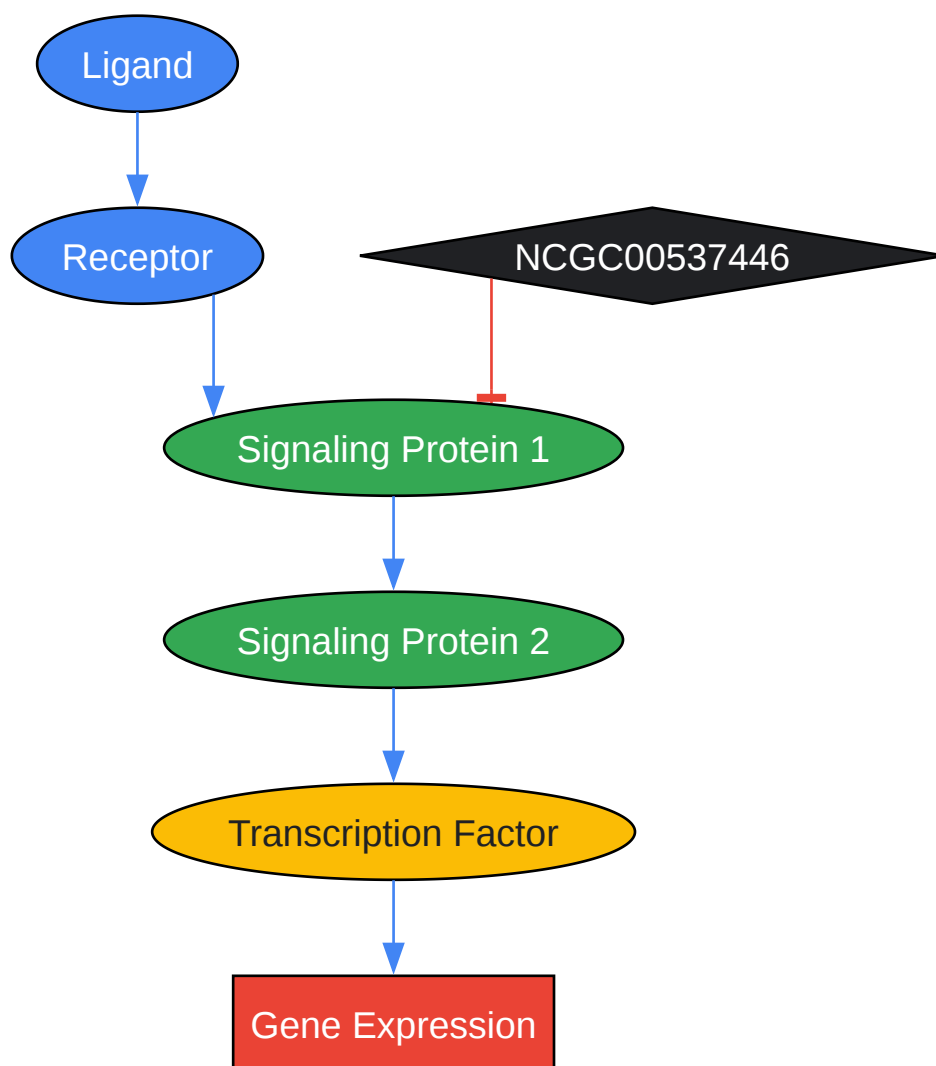 Ligand
Receptor
NCGC00537446
Signaling Protein 1
Signaling Protein 2
Transcription Factor
Gene Expression